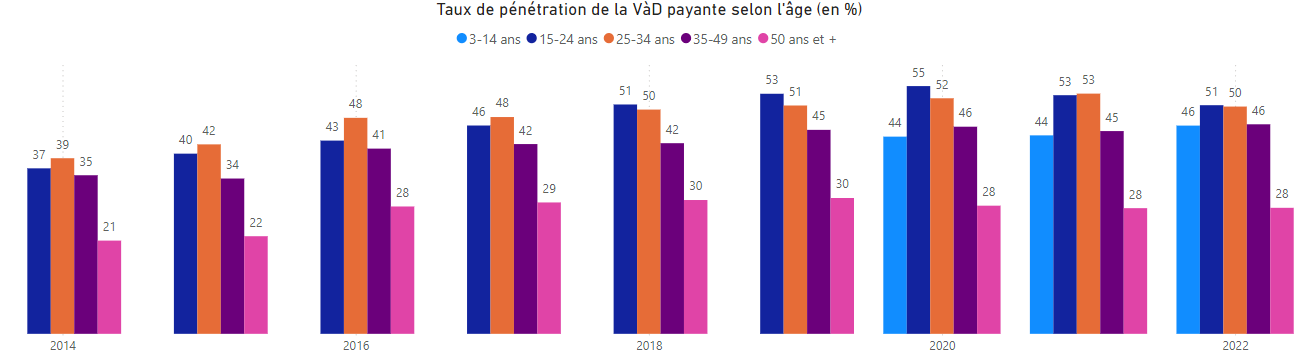 Taux de pénétration de la VàD payante selon l'âge (en %)
3-14 ans 15-24 ans 25-34 ans 35-49 ans 50 ans et +
37 39 35 21
40 42 34 22
43 48 41 28
46 48 42 29
51 50 42 30
53 51 45 30
44 55 52 46 28
44 53 53 45 28
46 51 50 46 28
2014 2016 2018 2020 2022